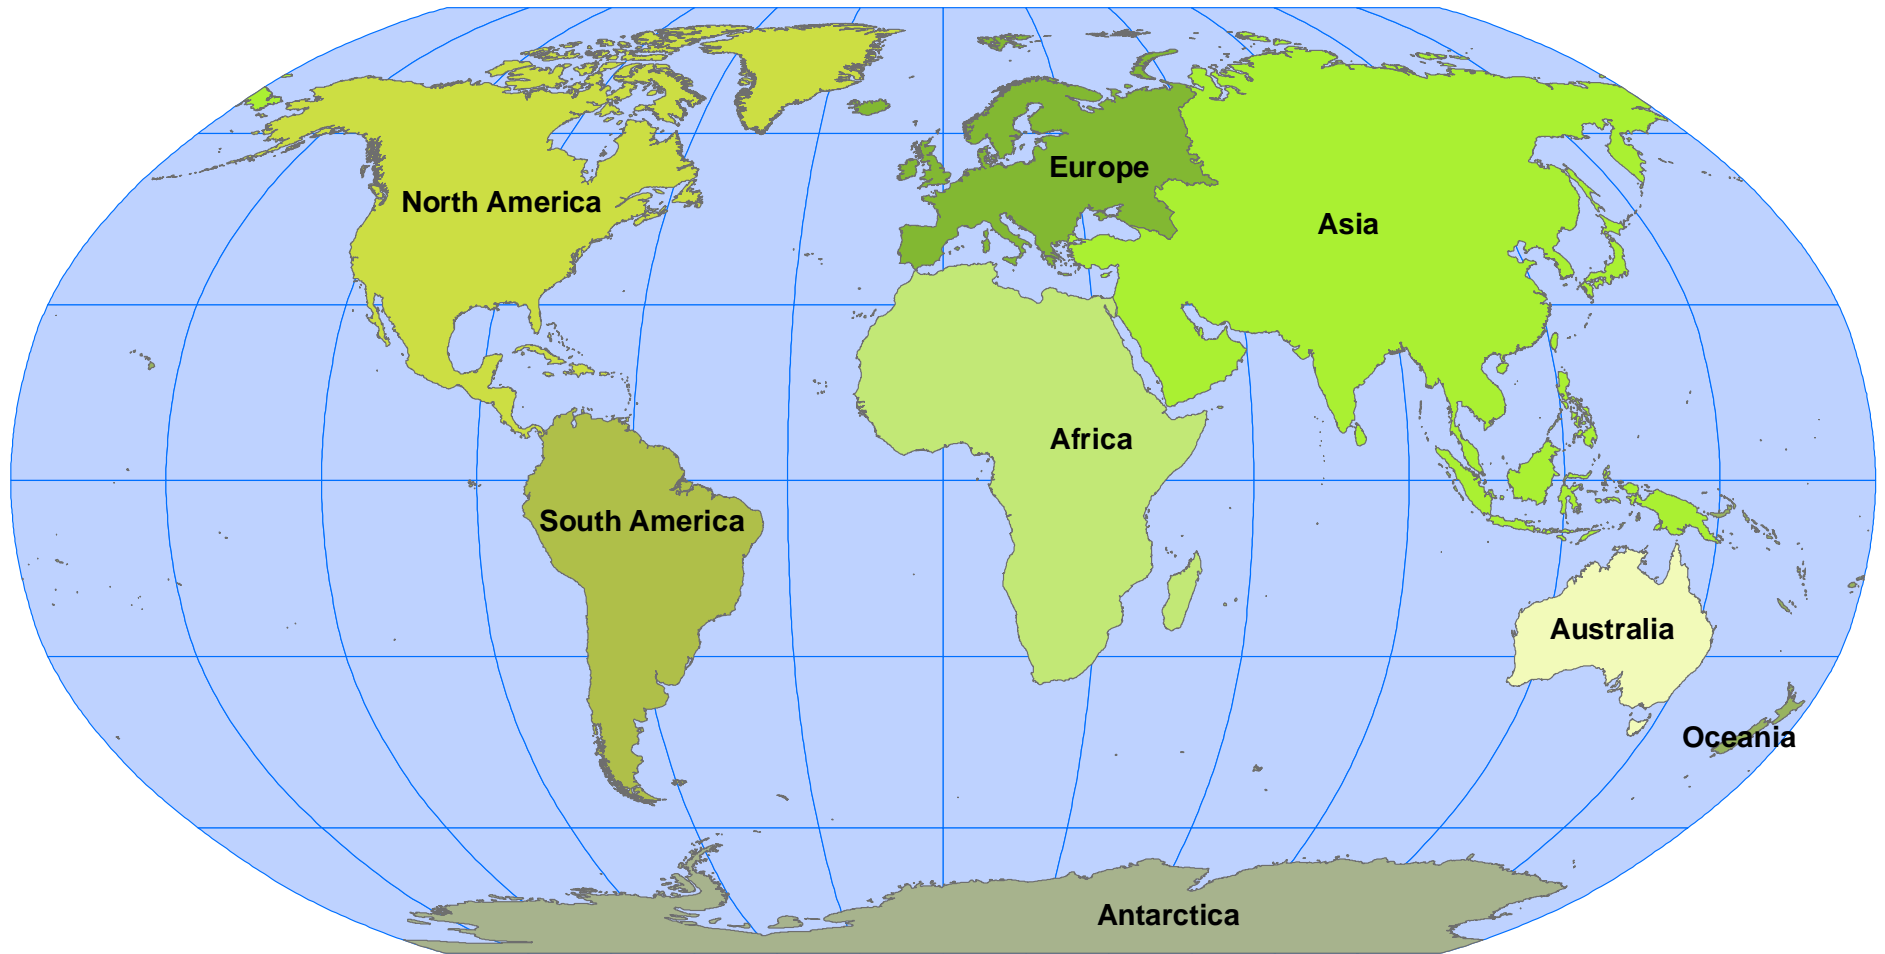 Europe
North America
Asia
Africa
South America
Australia
Oceania
Antarctica